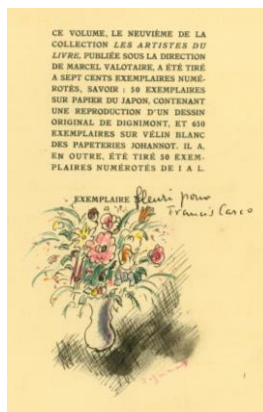 CE VOLUME, LE NEUVIÈME DE LA
COLLECTION LES ARTISTES DU
LIVRE, PUBLIÉE SOUS LA DIRECTION
DE MARCEL VALOTAIRE, A ÉTÉ TIRÉ
A SEPT CENTS EXEMPLAIRES NUMÉ-
ROTÉS, SAVOIR : 50 EXEMPLAIRES
SUR PAPIER DU JAPON, CONTENANT
UNE REPRODUCTION D'UN DESSIN
ORIGINAL DE DIGNIMONT, ET 650
EXEMPLAIRES SUR VÉLIN BLANC
DES PAPETERIES JOHANNOT. IL A,
EN OUTRE, ÉTÉ TIRÉ 50 EXEM-
PLAIRES NUMÉROTÉS DE I A L.
EXEMPLAIRE fleuri pour
Francis Carco